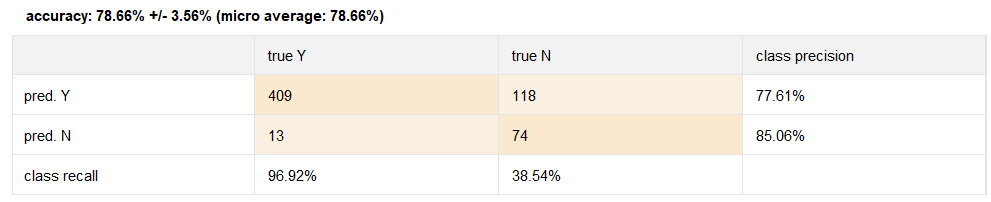 accuracy: 78.66% +/- 3.56% (micro average: 78.66%)
true Y true N class precision
pred. Y 409 118 77.61%
pred. N 13 74 85.06%
class recall 96.92% 38.54%